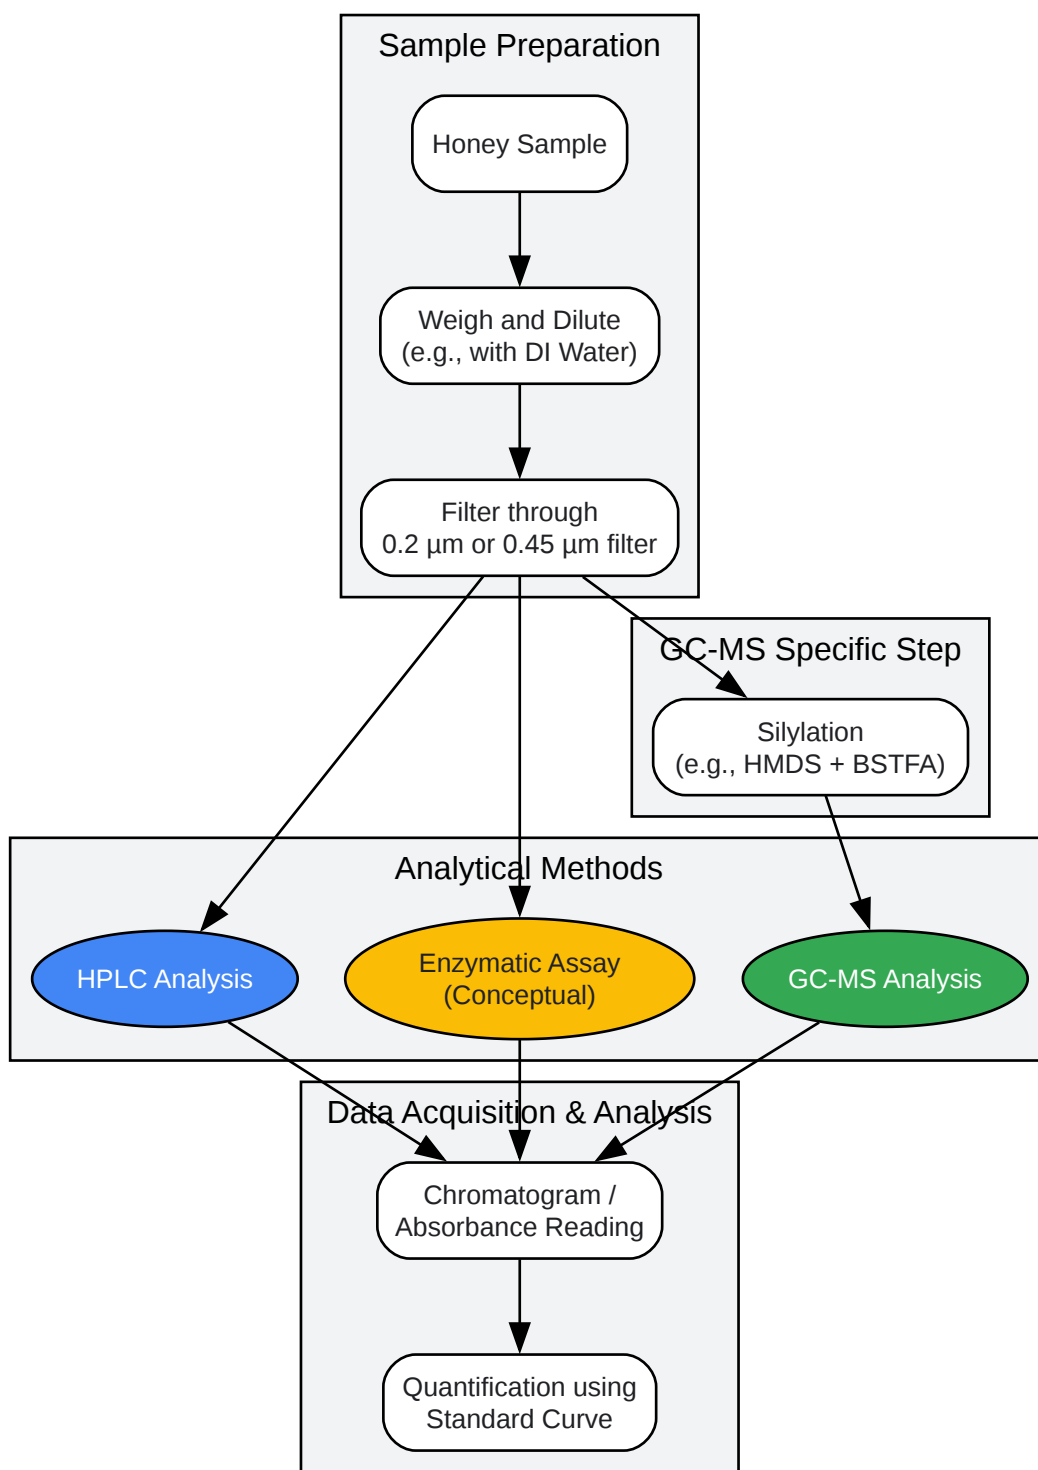 Sample Preparation
Honey Sample
Weigh and Dilute
(e.g., with DI Water)
Filter through
0.2 µm or 0.45 µm filter
GC-MS Specific Step
Silylation
(e.g., HMDS + BSTFA)
Analytical Methods
HPLC Analysis
Enzymatic Assay
(Conceptual)
GC-MS Analysis
Data Acquisition & Analysis
Chromatogram /
Absorbance Reading
Quantification using
Standard Curve